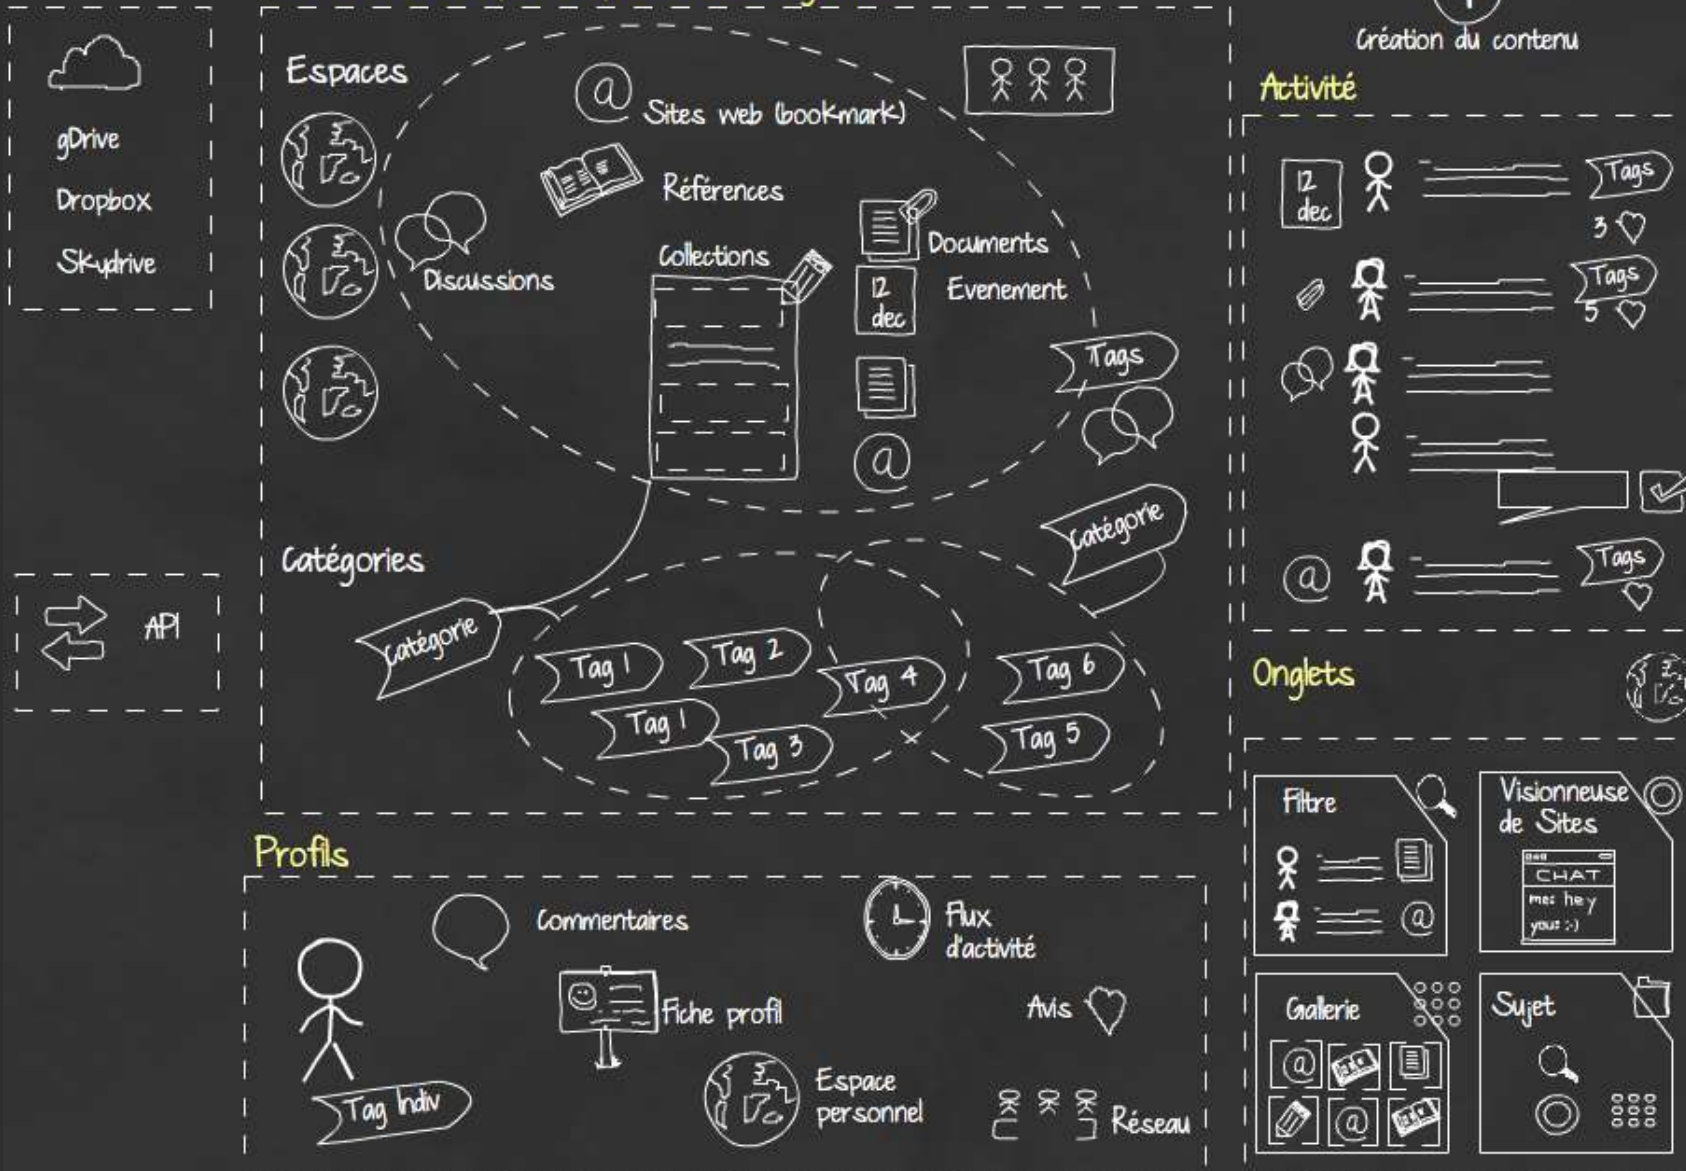 gDrive
Dropbox
Skydrive
API
Espaces
@
Sites web (bookmark)
Références
Discussions
Collections
Documents
12
dec
Evenement
@
Tags
Catégories
Catégorie
Catégorie
Tag 1
Tag 2
Tag 4
Tag 6
Tag 1
Tag 3
Tag 5
Profils
Commentaires
Flux
d'activité
Fiche profil
Avis
Espace
personnel
Réseau
Tag Indiv
Création du contenu
Activité
12
dec
Tags
3
Tags
5
@
Tags
Onglets
Filtre
@
Visionneuse
de Sites
CHAT
me: hey
you: :-)
Gallerie
@
@
Sujet